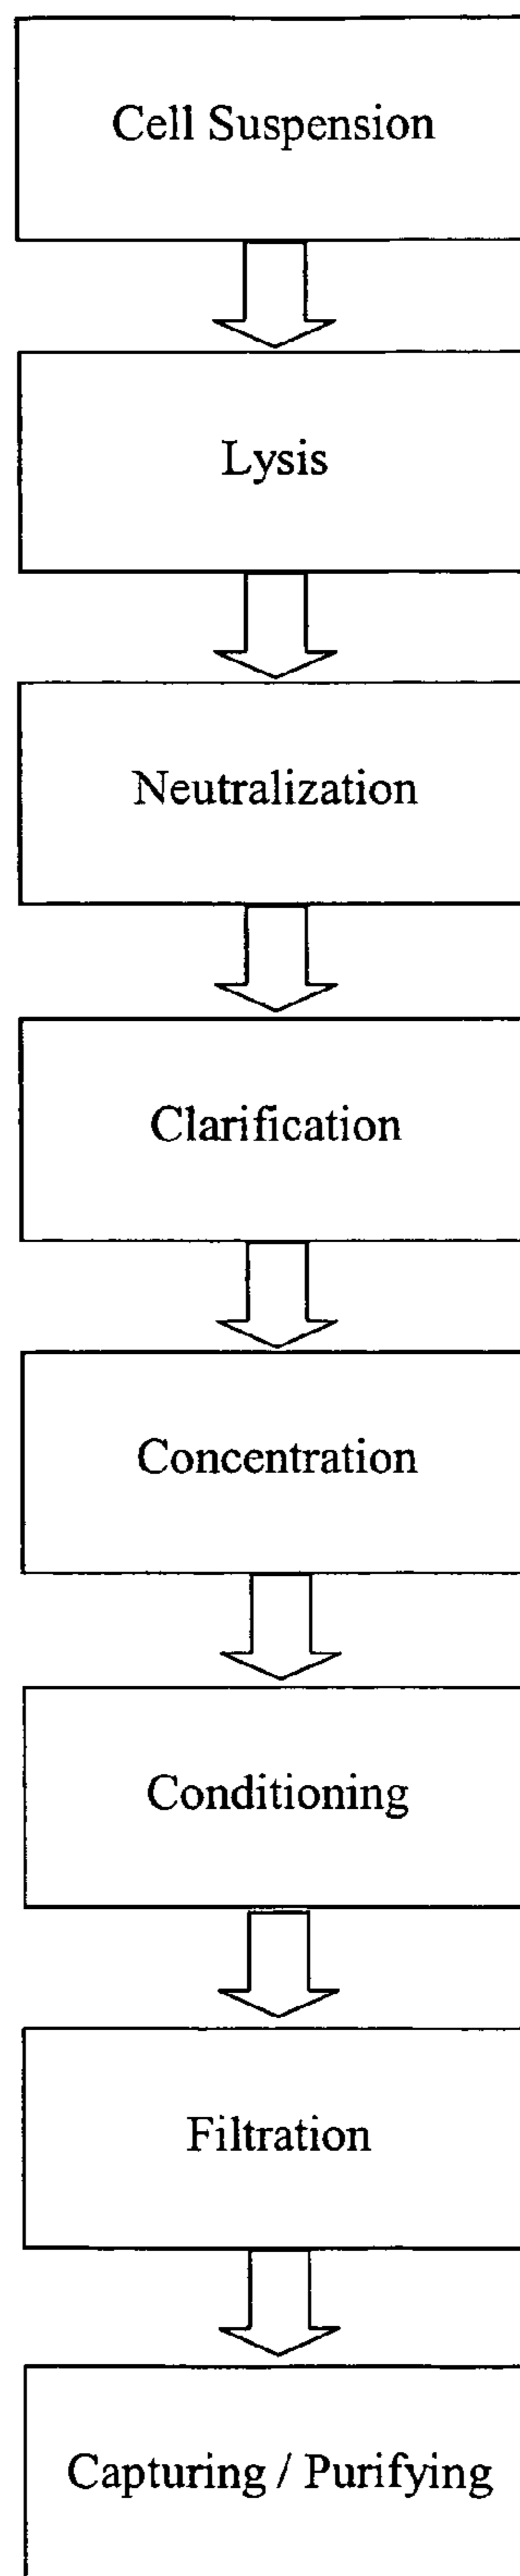 Cell Suspension
Lysis
Neutralization
Clarification
Concentration
Conditioning
Filtration
Capturing / Purifying